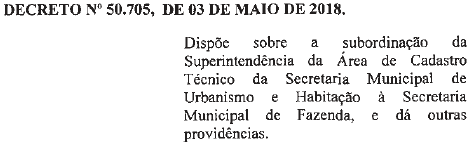 DECRETO Nº 50.705, DE 03 DE MAIO DE 2018.
Dispõe sobre a subordinação da
Superintendência da Área de Cadastro
Técnico da Secretaria Municipal de
Urbanismo e Habitação à Secretaria
Municipal de Fazenda, e dá outras
providências.